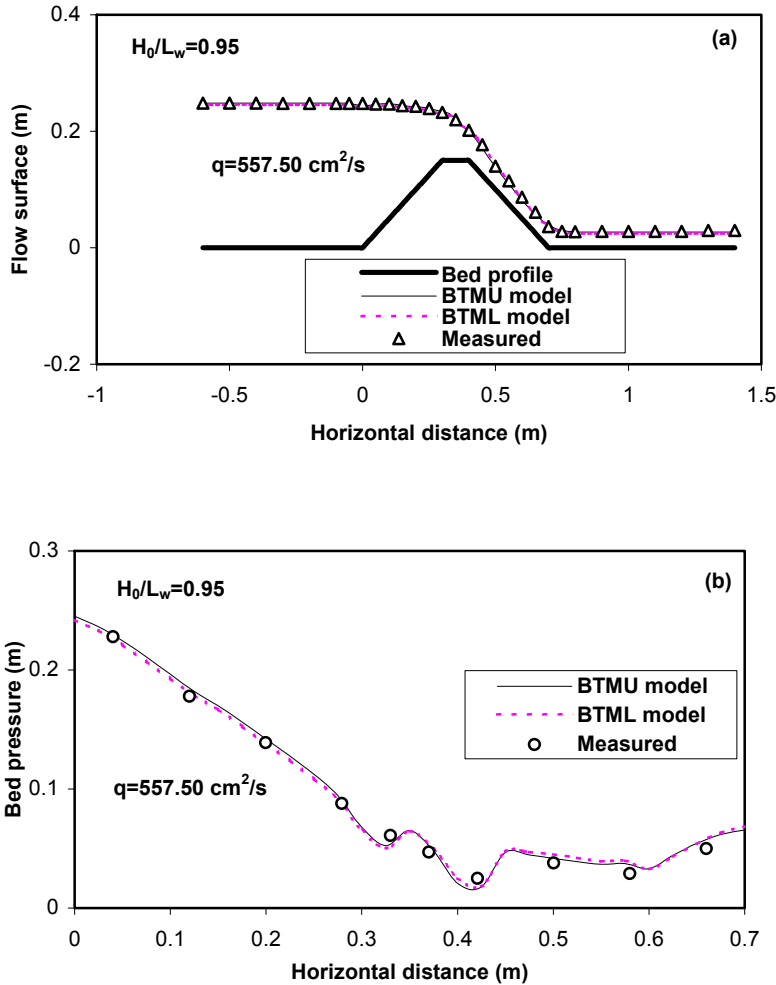 (a)
H₀/Lw=0.95
q=557.50 cm²/s
Flow surface (m)
0.4
0.2
0
-0.2
Bed profile
BTMU model
BTML model
Measured
-1 -0.5 0 0.5 1 1.5
Horizontal distance (m)
(b)
H₀/Lw=0.95
q=557.50 cm²/s
Bed pressure (m)
0.3
0.2
0.1
0
BTMU model
BTML model
Measured
0 0.1 0.2 0.3 0.4 0.5 0.6 0.7
Horizontal distance (m)